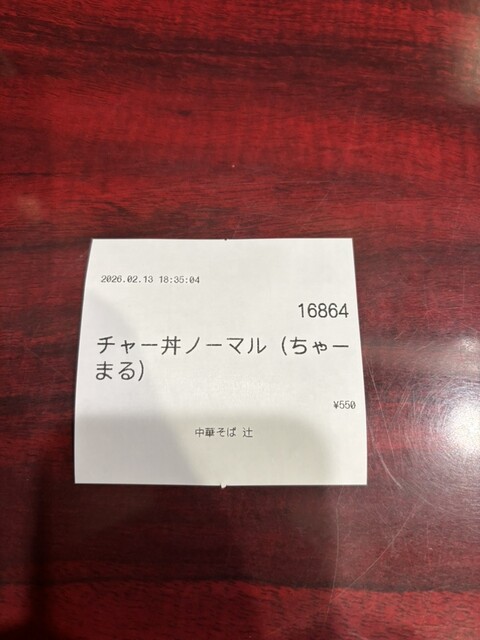 2026.02.13 18:35:04
16864
チャー丼ノーマル (ちゃー
まる)
¥550
中華そば 辻